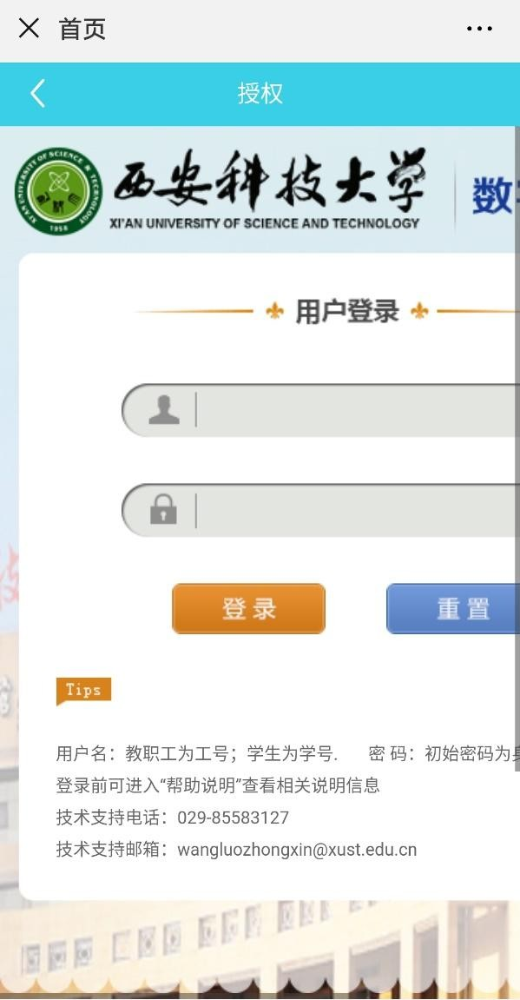 首页
授权
西安科技大学
XI'AN UNIVERSITY OF SCIENCE AND TECHNOLOGY
XI'AN UNIVERSITY OF SCIENCE & TECHNOLOGY
1958
数
用户登录
登录
重置
Tips
用户名：教职工为工号；学生为学号. 密 码：初始密码为
登录前可进入“帮助说明”查看相关说明信息
技术支持电话：029-85583127
技术支持邮箱：wangluozhongxin@xust.edu.cn